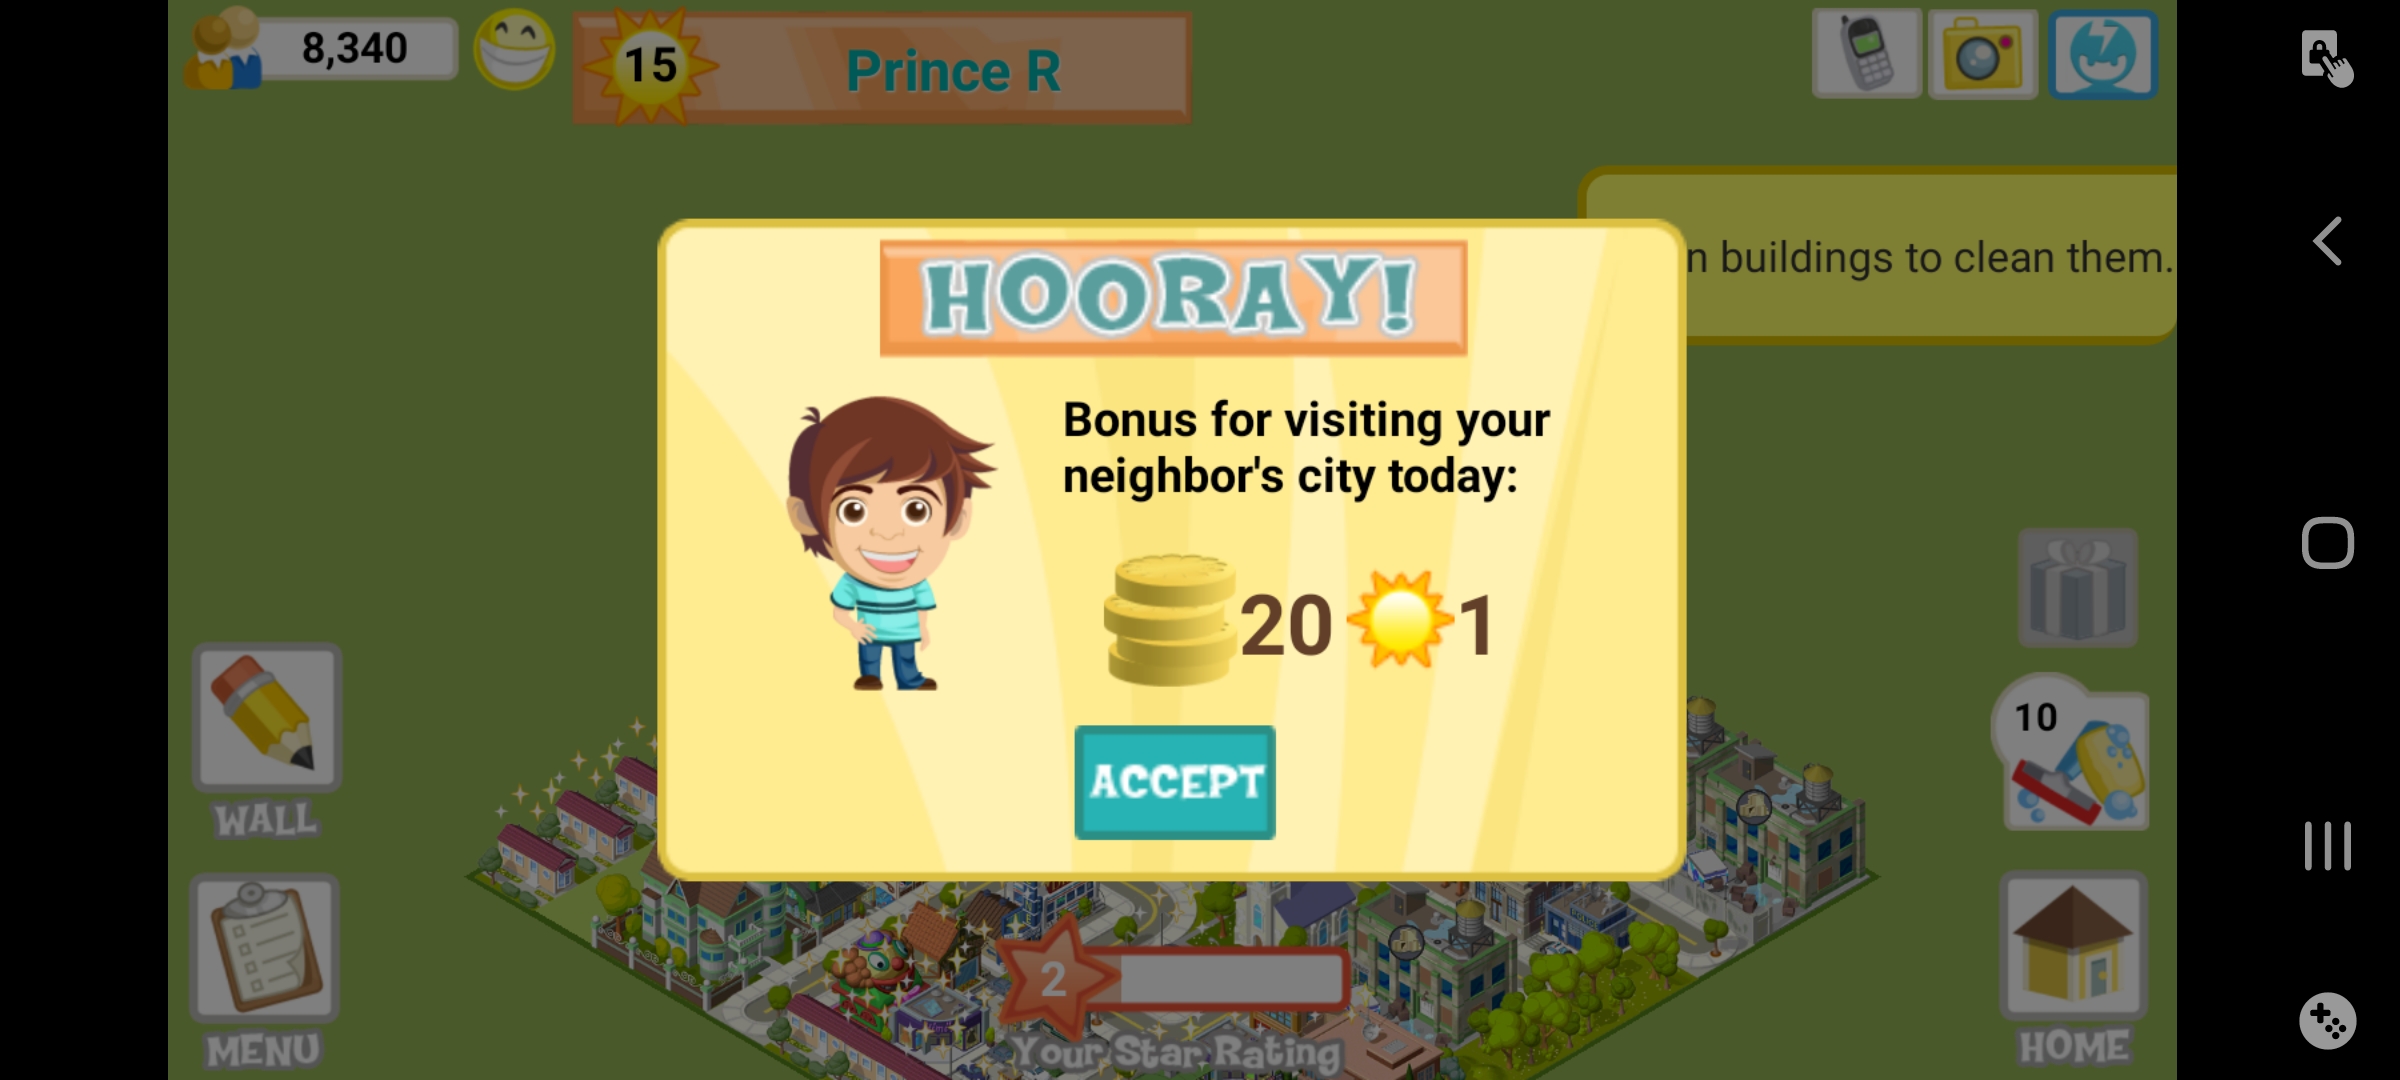 8,340
15
Prince R
n buildings to clean them.
HOORAY!
Bonus for visiting your
neighbor's city today:
20 1
ACCEPT
10
WALL
2
Your Star Rating
MENU
HOME